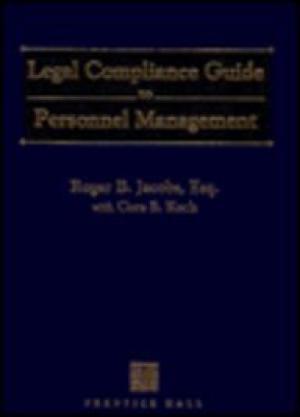 Legal Compliance Guide
to
Personnel Management
Roger B. Jacobs, Esq.
with Cora S. Koch
PRENTICE HALL